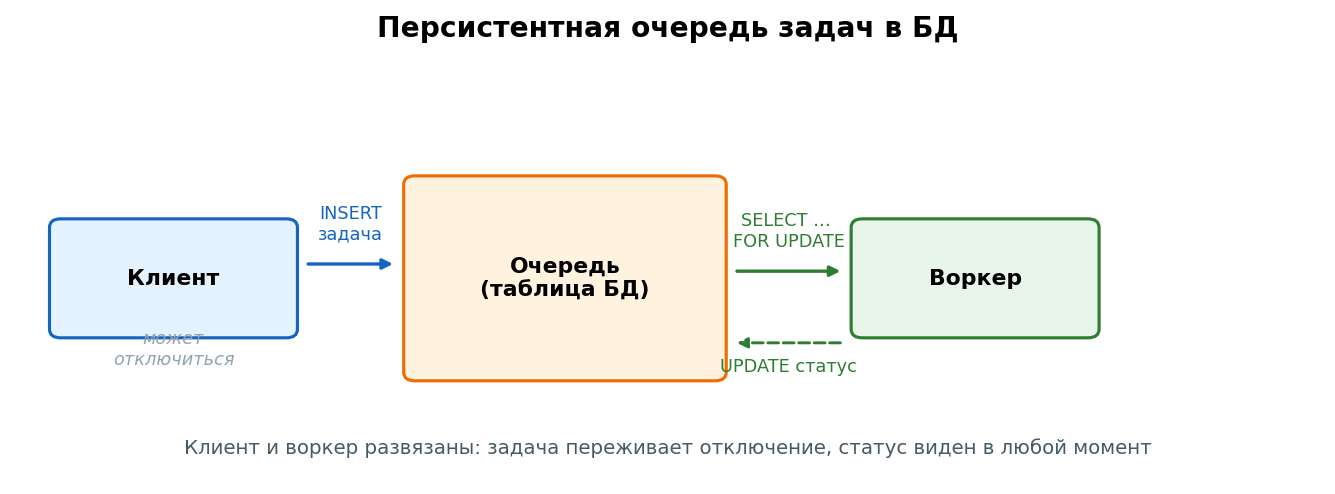 Персистентная очередь задач в БД
INSERT
задача
SELECT ...
FOR UPDATE
Клиент
Очередь
(таблица БД)
Воркер
может
отключиться
UPDATE статус
Клиент и воркер развязаны: задача переживает отключение, статус виден в любой момент